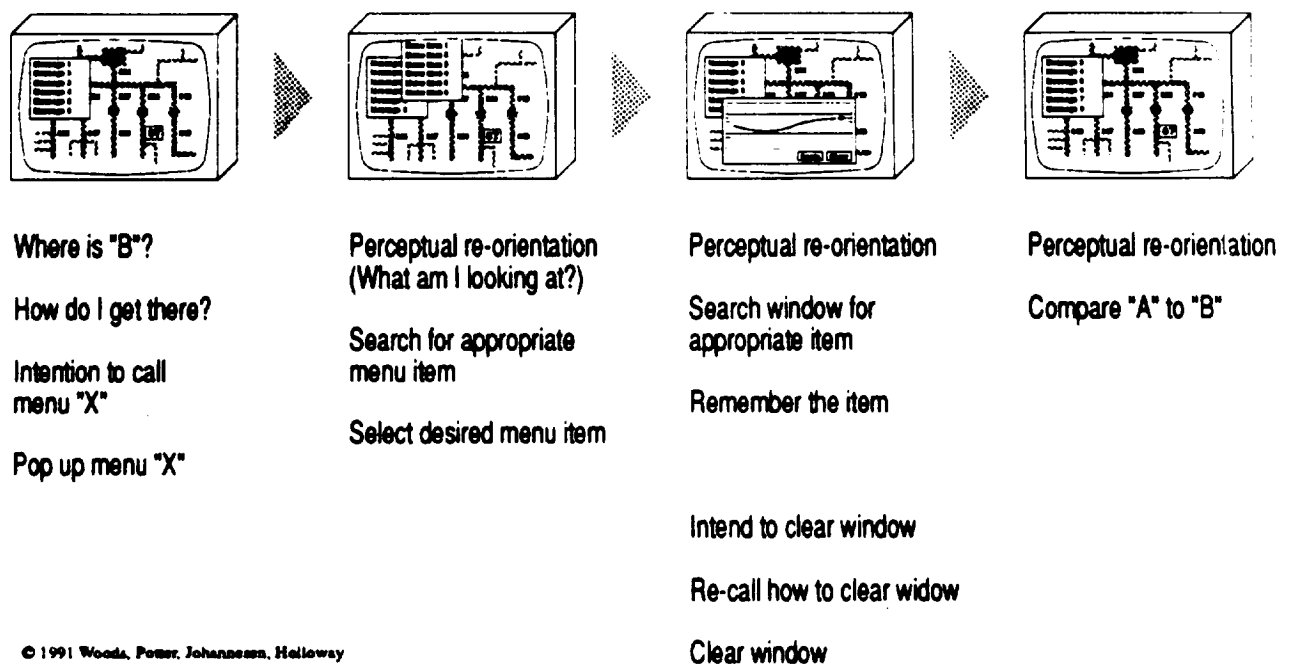 Where is "B"?
How do I get there?
Intention to call
menu "X"
Pop up menu "X"
Perceptual re-orientation
(What am I looking at?)
Search for appropriate
menu item
Select desired menu item
Perceptual re-orientation
Search window for
appropriate item
Remember the item
Intend to clear window
Re-call how to clear widow
Clear window
Perceptual re-orientation
Compare "A" to "B"
© 1991 Woods, Potter, Johannesen, Holloway